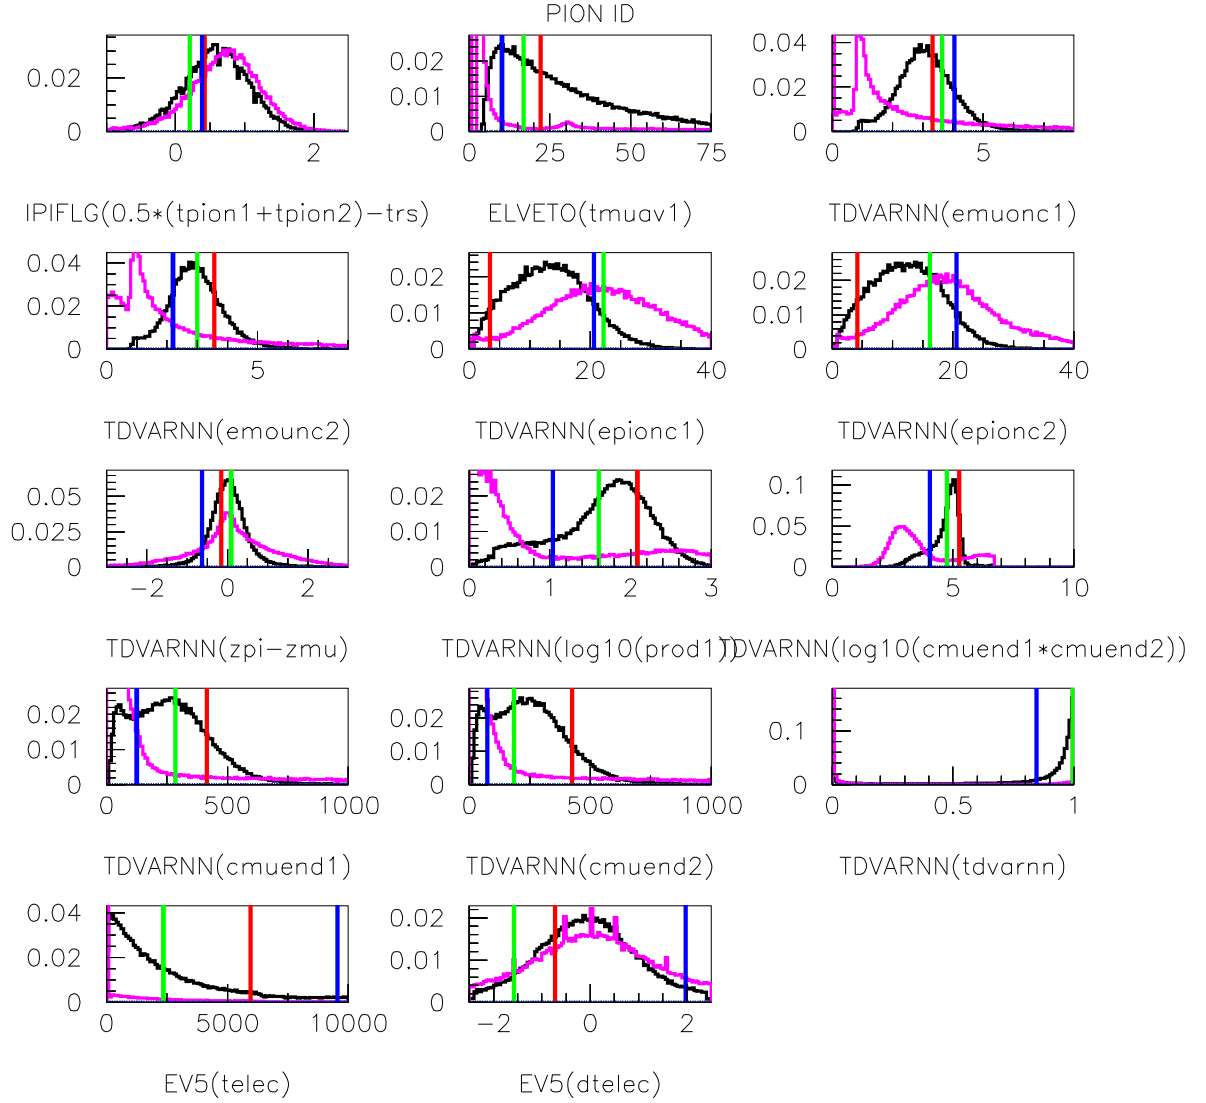 PION ID
0.02
0
0 2
0.02
0.01
0
0 25 50 75
0.04
0.02
0
0 5
IPIFLG(0.5*(tpion1+tpion2)-trs)
ELVETO(tmuav1)
TDVARNN(emuonc1)
0.04
0.02
0
0 5
0.02
0.01
0
0 20 40
0.02
0.01
0
0 20 40
TDVARNN(emounc2)
TDVARNN(epionc1)
TDVARNN(epionc2)
0.05
0.025
0
-2 0 2
0.02
0.01
0
0 1 2 3
0.1
0.05
0
0 5 10
TDVARNN(zpi-zmu)
TDVARNN(log10(prod1))
TDVARNN(log10(cmuend1*cmuend2))
0.02
0.01
0
0 500 1000
0.02
0.01
0
0 500 1000
0.1
0
0 0.5 1
TDVARNN(cmuend1)
TDVARNN(cmuend2)
TDVARNN(tdvarnn)
0.04
0.02
0
0 5000 10000
0.02
0.01
0
-2 0 2
EV5(telec)
EV5(dtelec)